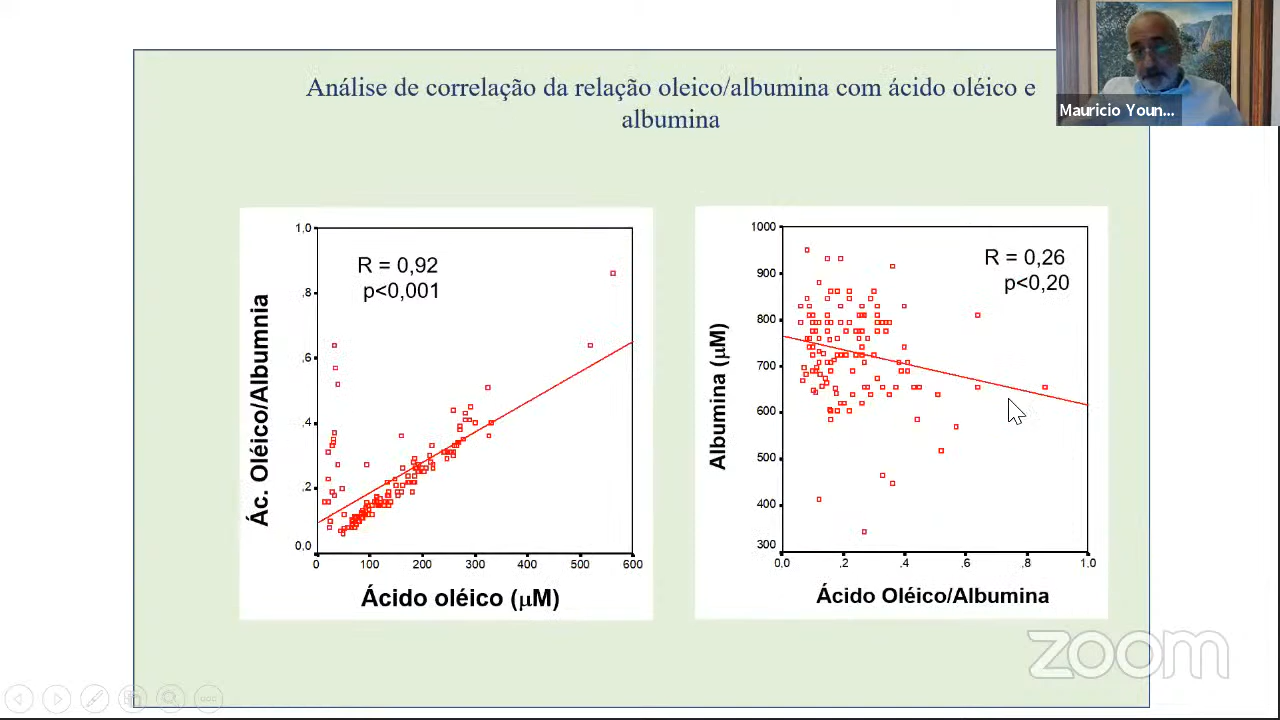 Análise de correlação da relação oleico/albumina com ácido oléico e
albumina
Mauricio Youn...
R = 0,92
p<0,001
Ác. Oléico/Albumnia
1,0
,8
,6
,4
,2
0,0
0 100 200 300 400 500 600
Ácido oléico (μM)
R = 0,26
p<0,20
Albumina (μM)
1000
900
800
700
600
500
400
300
0,0 ,2 ,4 ,6 ,8 1,0
Ácido Oléico/Albumina
zoom